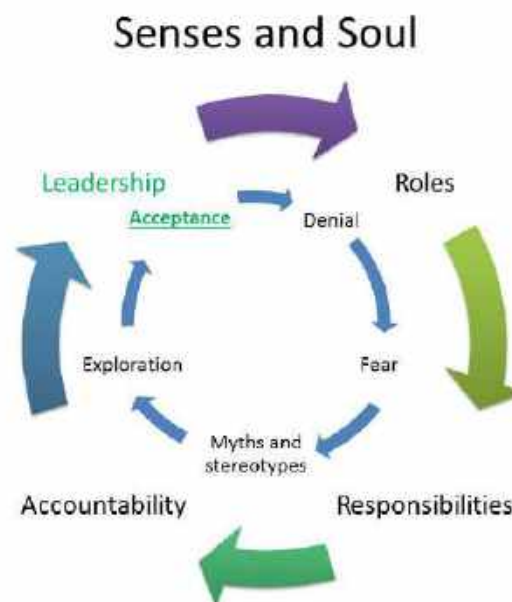 Senses and Soul
Leadership
Roles
Acceptance
Denial
Exploration
Fear
Myths and
stereotypes
Accountability
Responsibilities